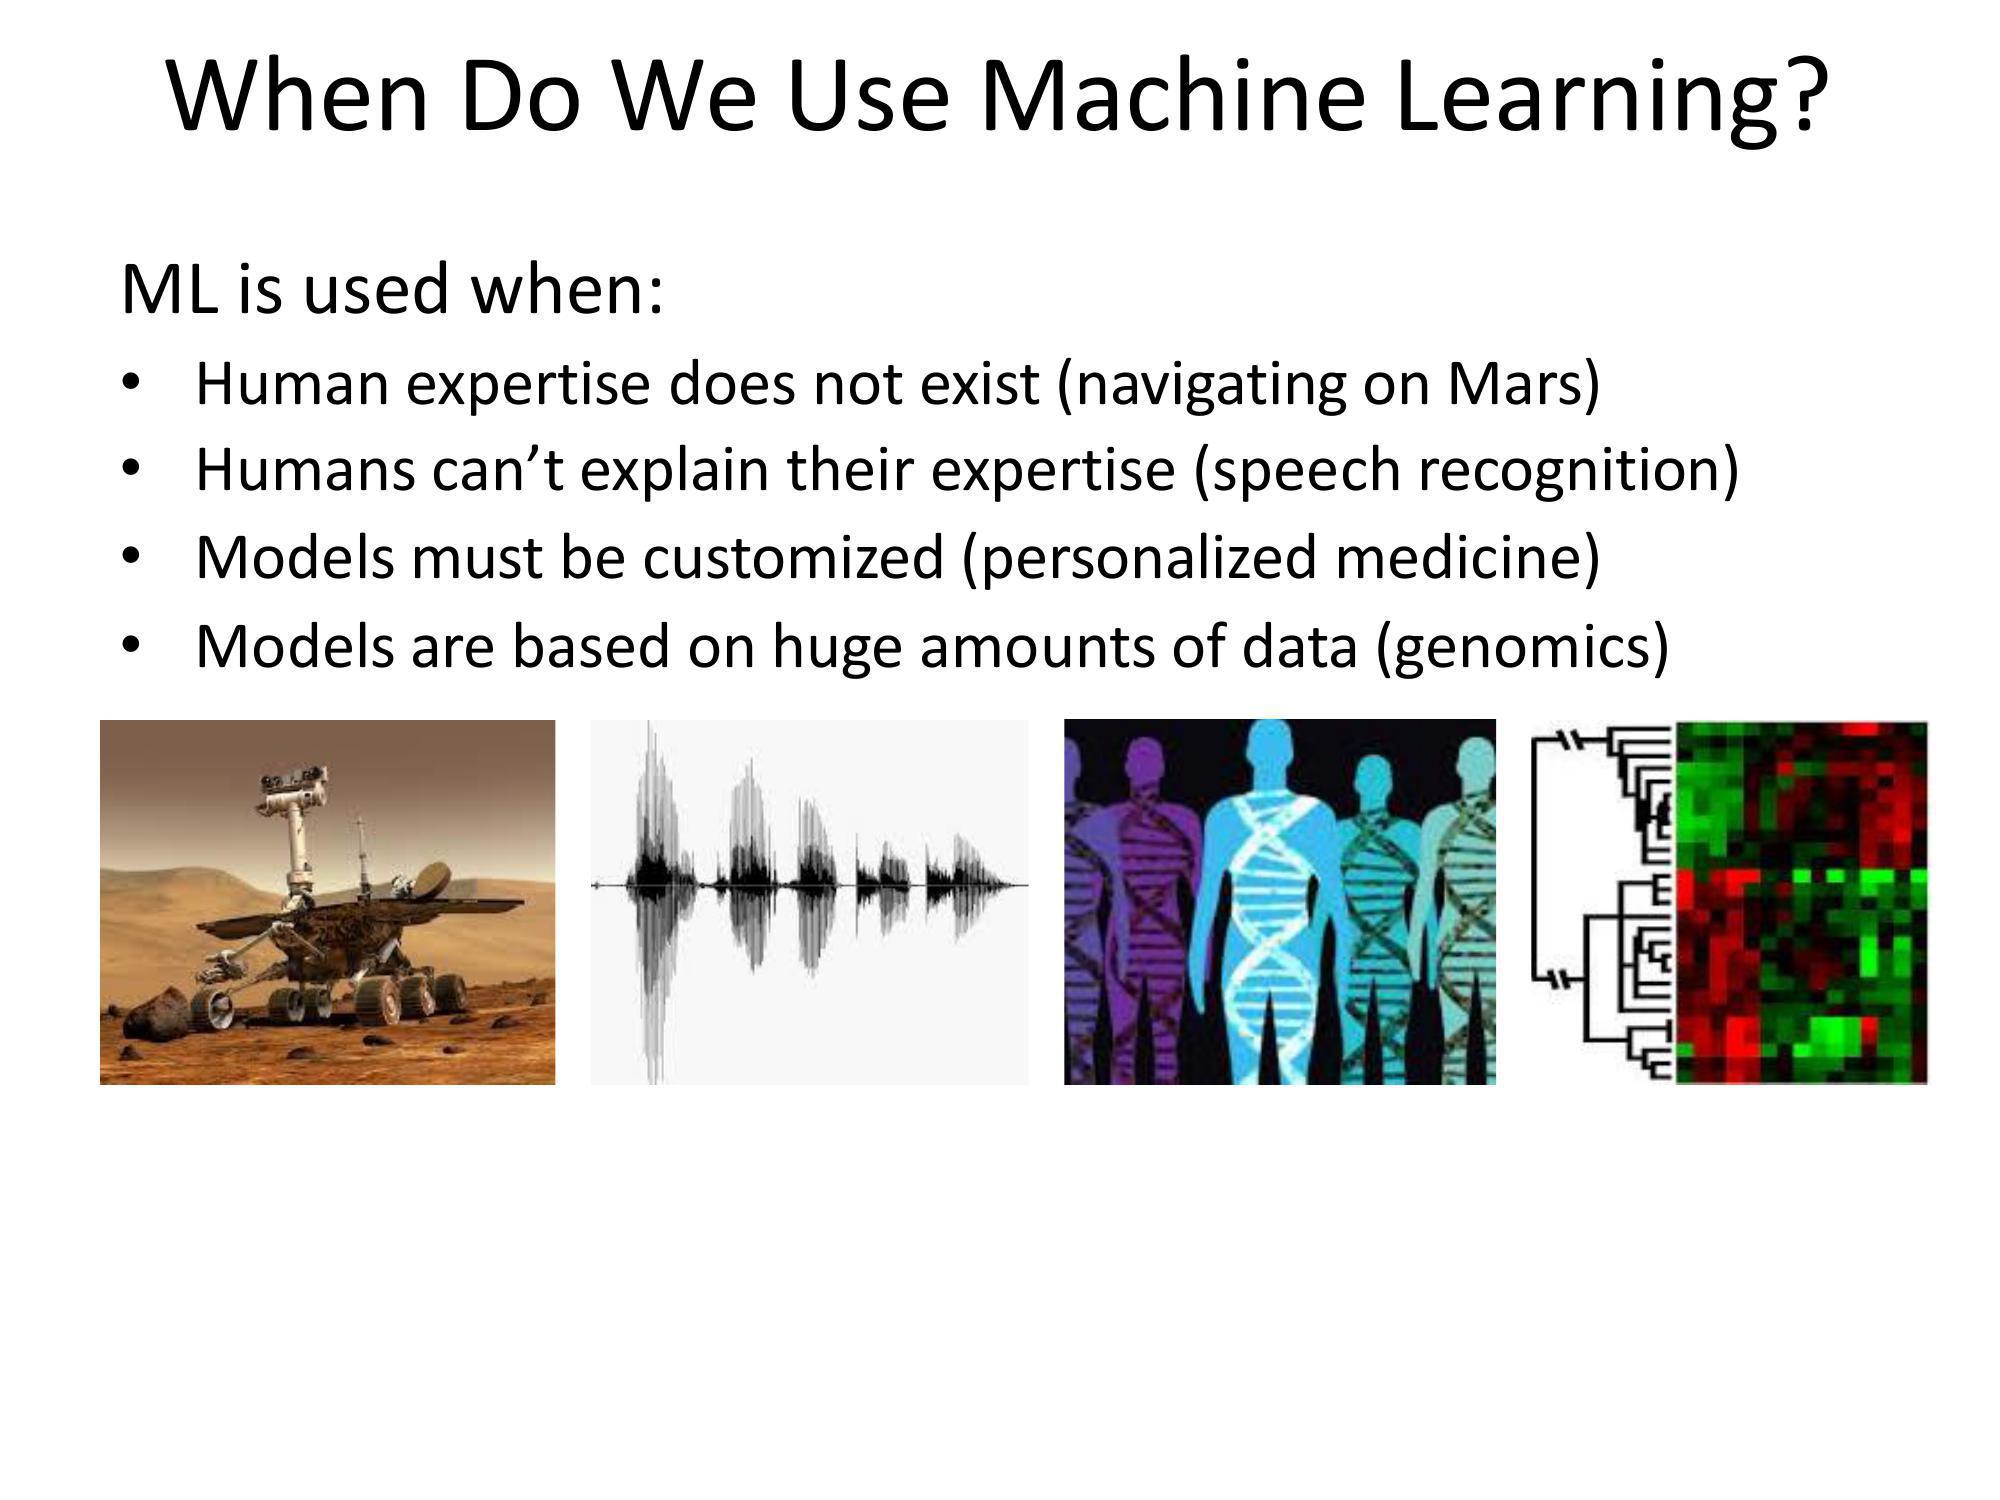 When Do We Use Machine Learning?
ML is used when:
• Human expertise does not exist (navigating on Mars)
• Humans can’t explain their expertise (speech recognition)
• Models must be customized (personalized medicine)
• Models are based on huge amounts of data (genomics)